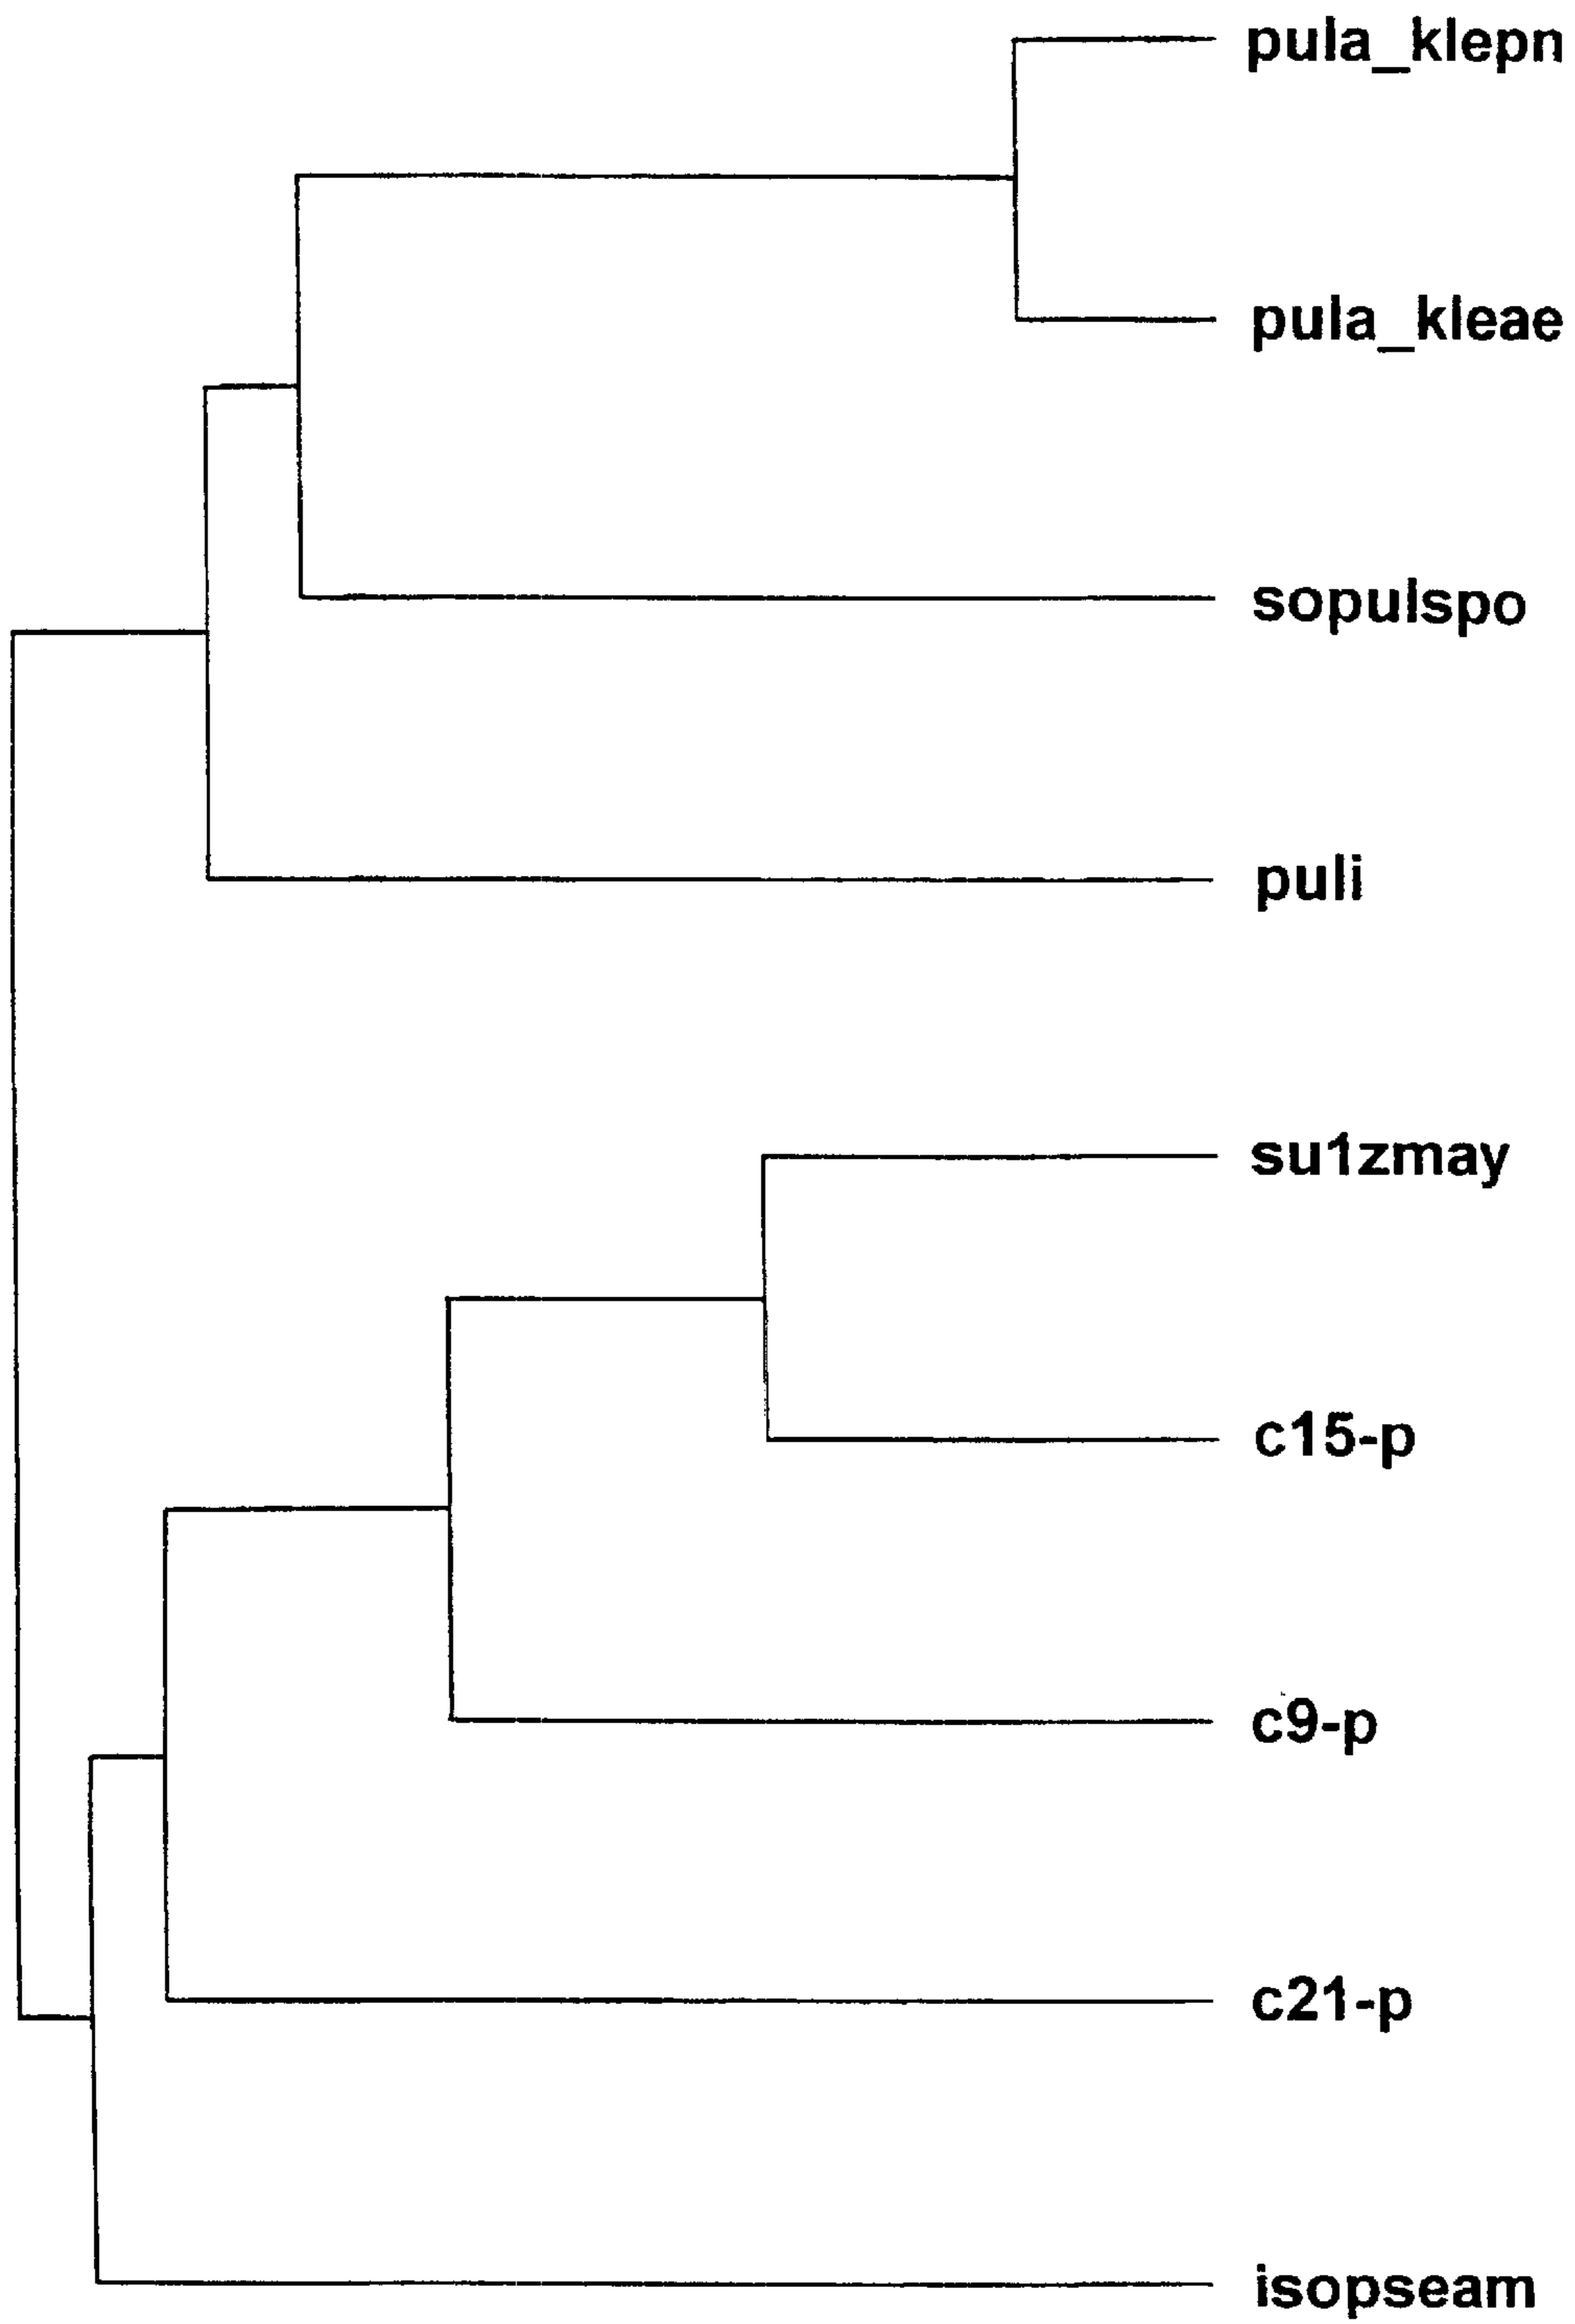 pula_klepn
pula_kleae
sopulspo
puli
su1zmay
c15-p
c9-p
c21-p
isopseam